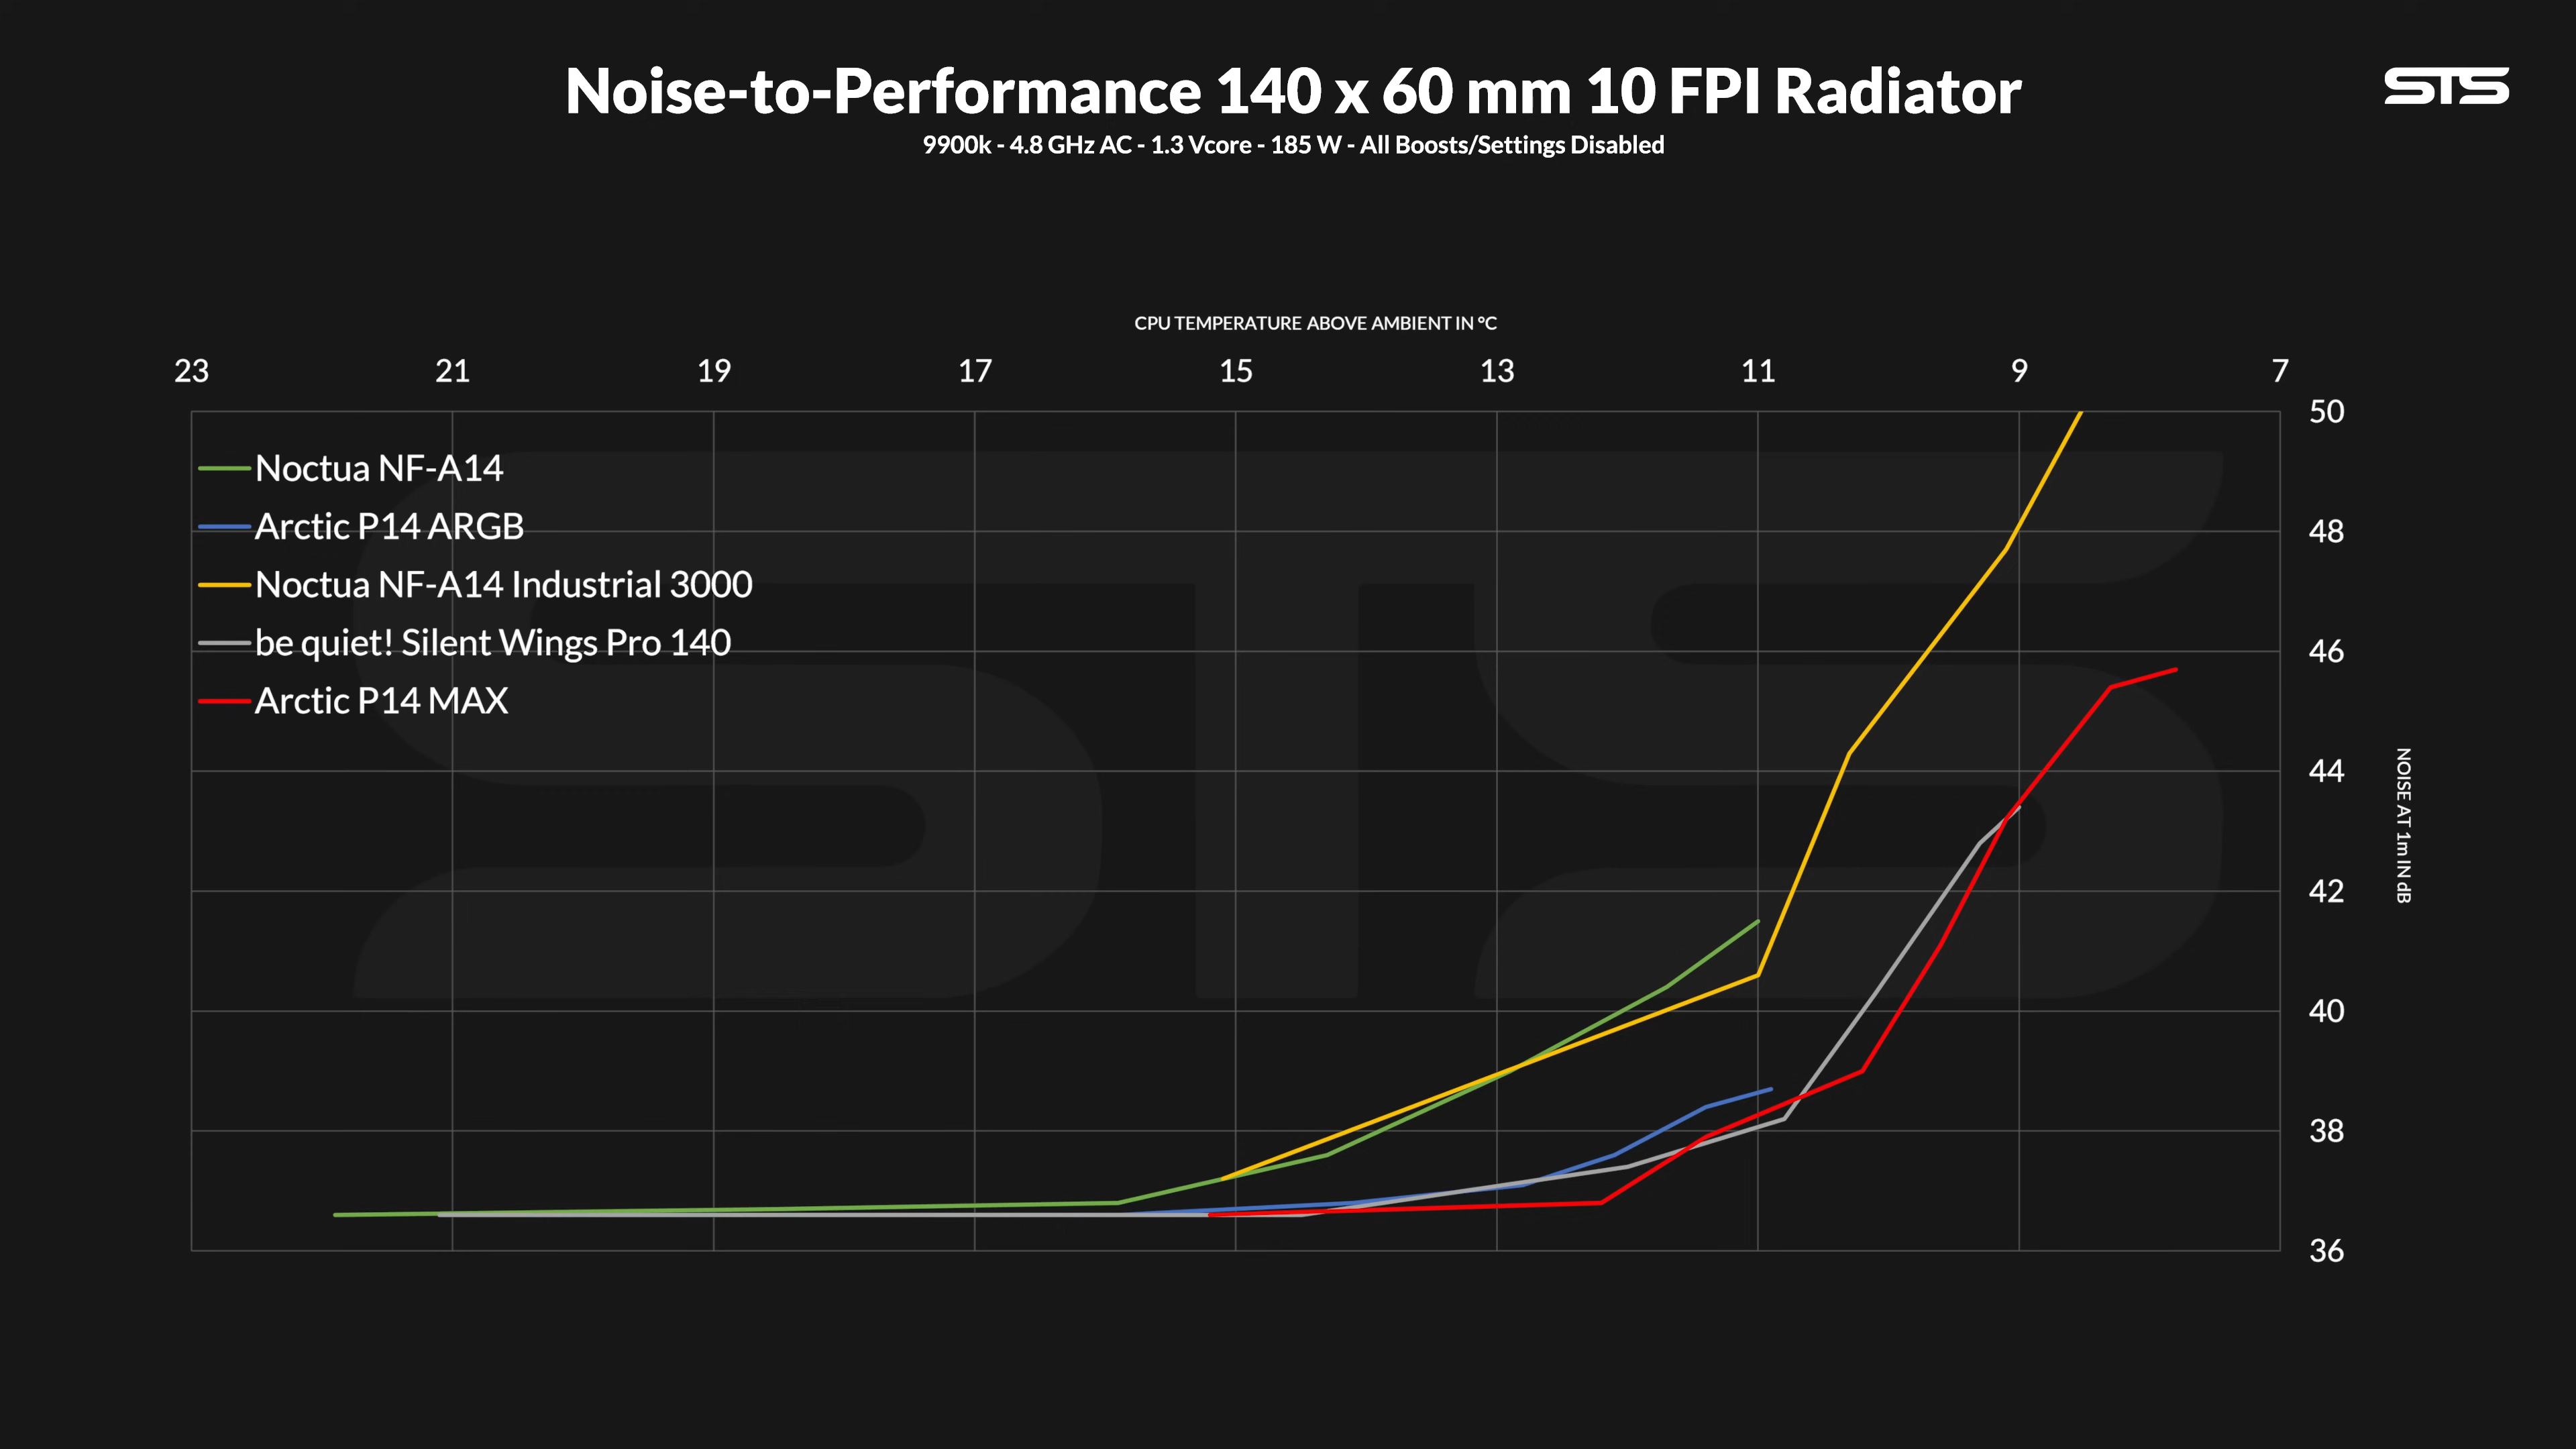 Noise-to-Performance 140 x 60 mm 10 FPI Radiator
STS
9900k - 4.8 GHz AC - 1.3 Vcore - 185 W - All Boosts/Settings Disabled
CPU TEMPERATURE ABOVE AMBIENT IN °C
23 21 19 17 15 13 11 9 7
50
Noctua NF-A14
Arctic P14 ARGB
48
Noctua NF-A14 Industrial 3000
be quiet! Silent Wings Pro 140
46
Arctic P14 MAX
44
NOISE AT 1m IN dB
42
40
38
36
STS